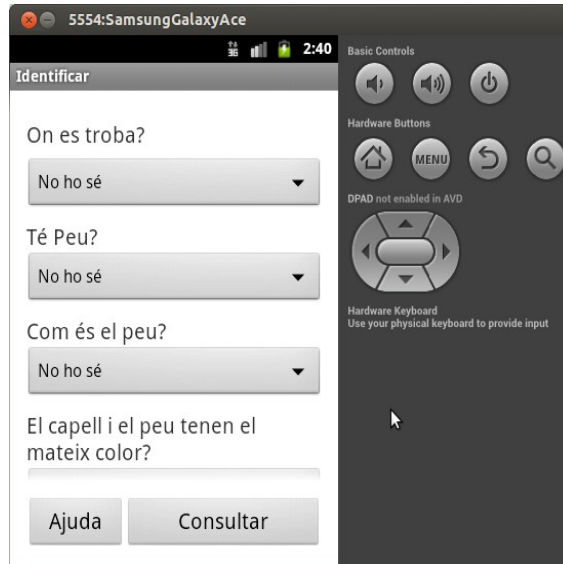 5554:SamsungGalaxyAce
3G 2:40
Identificar
On es troba?
No ho sé
Té Peu?
No ho sé
Com és el peu?
No ho sé
El capell i el peu tenen el
mateix color?
Ajuda Consultar
Basic Controls
Hardware Buttons
MENU
DPAD not enabled in AVD
Hardware Keyboard
Use your physical keyboard to provide input